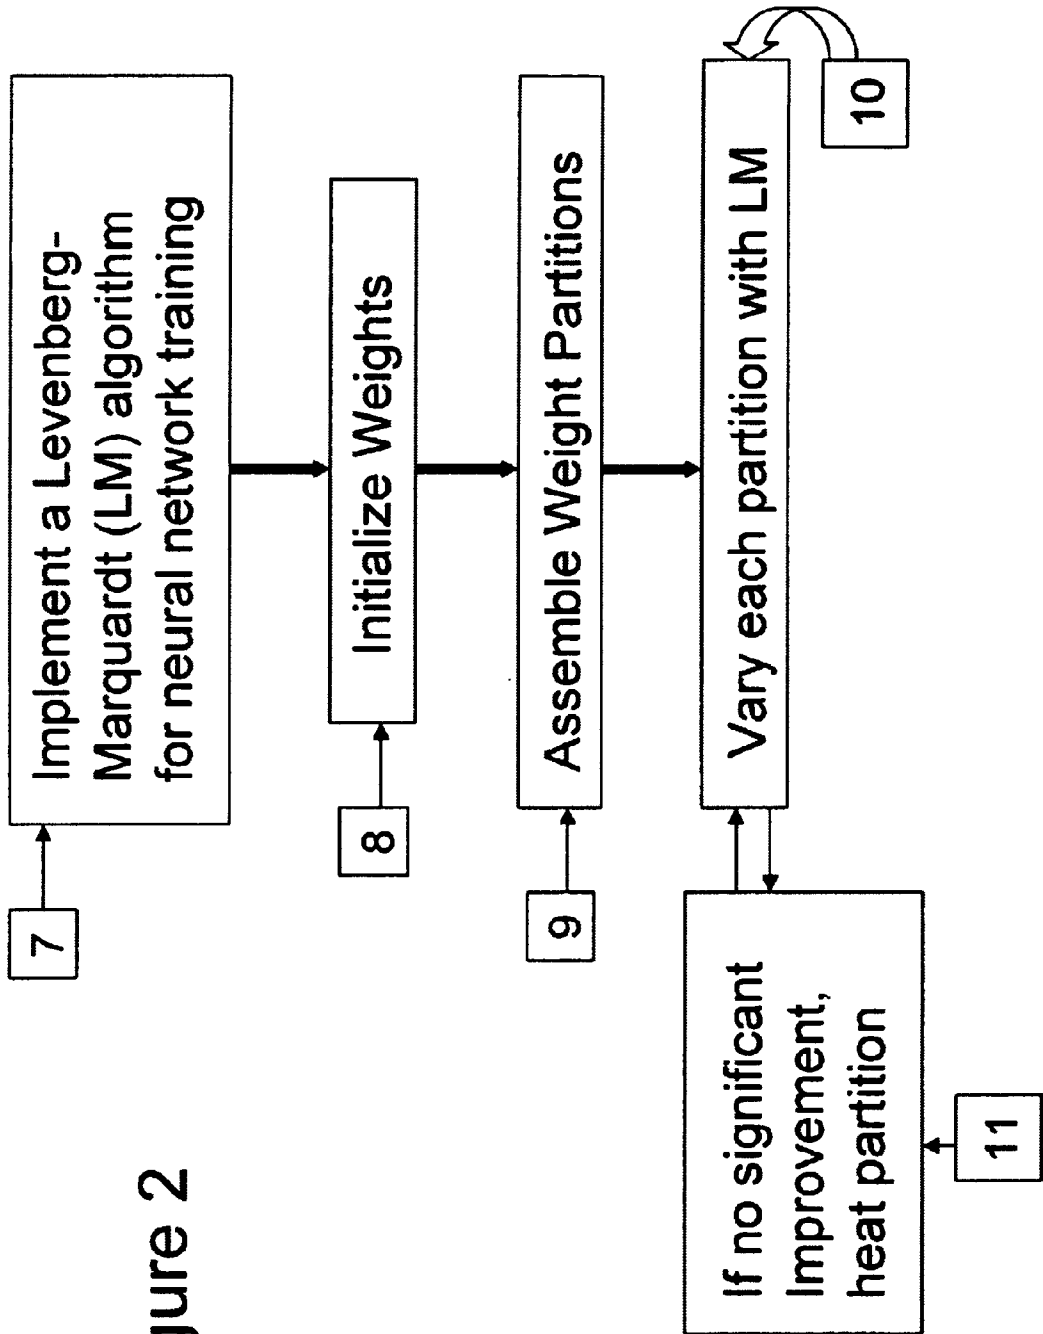 7
Implement a Levenberg-
Marquardt (LM) algorithm
for neural network training
gure 2
8
Initialize Weights
9
Assemble Weight Partitions
If no significant
Improvement,
heat partition
Vary each partition with LM
10
11